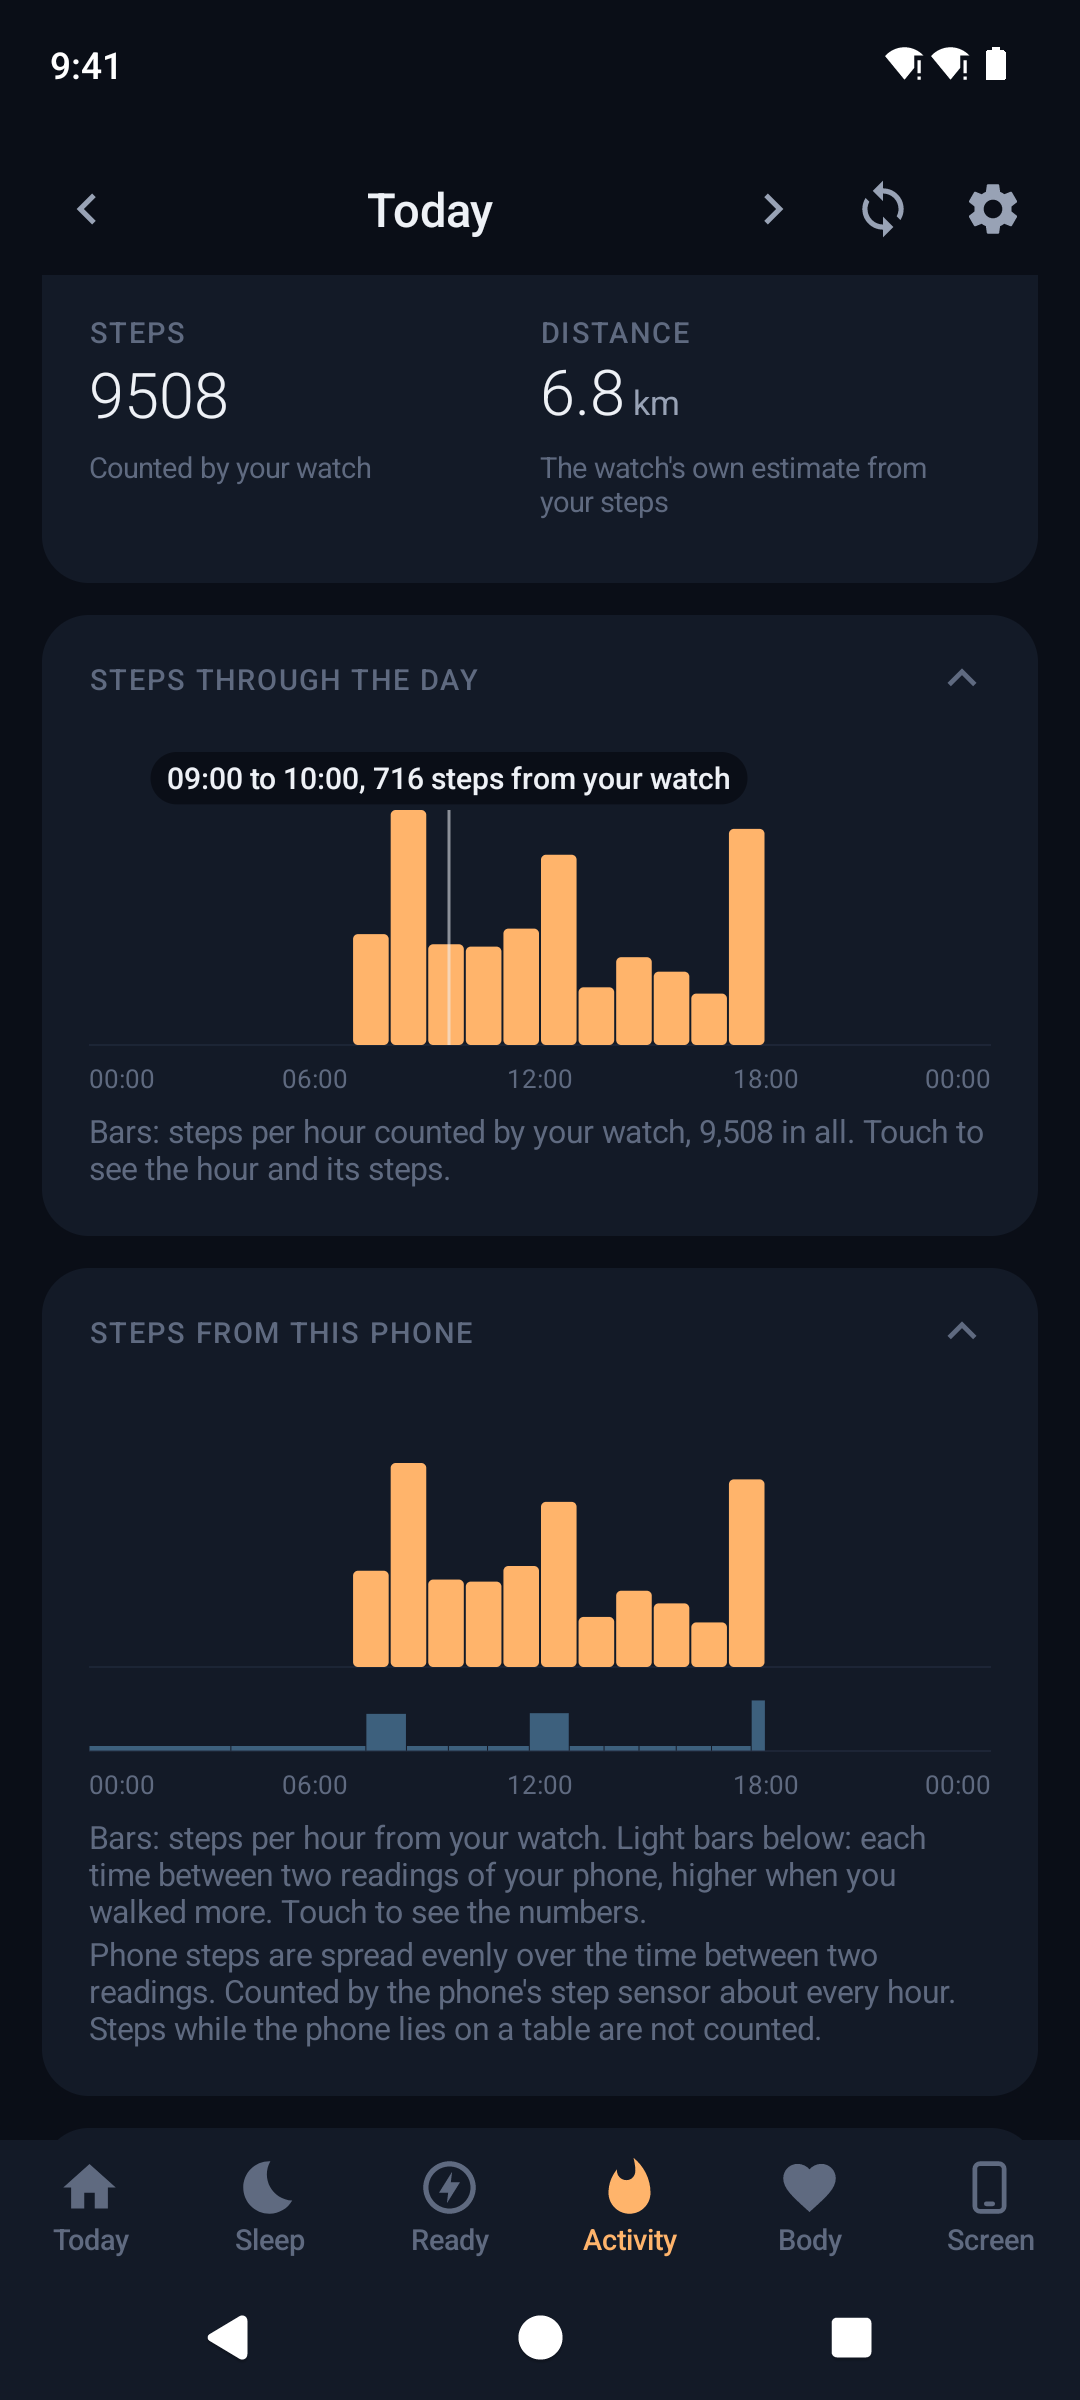 9:41
Today
STEPS
9508
Counted by your watch
DISTANCE
6.8 km
The watch's own estimate from
your steps
STEPS THROUGH THE DAY
09:00 to 10:00, 716 steps from your watch
00:00 06:00 12:00 18:00 00:00
Bars: steps per hour counted by your watch, 9,508 in all. Touch to
see the hour and its steps.
STEPS FROM THIS PHONE
00:00 06:00 12:00 18:00 00:00
Bars: steps per hour from your watch. Light bars below: each
time between two readings of your phone, higher when you
walked more. Touch to see the numbers.
Phone steps are spread evenly over the time between two
readings. Counted by the phone's step sensor about every hour.
Steps while the phone lies on a table are not counted.
Today Sleep Ready Activity Body Screen